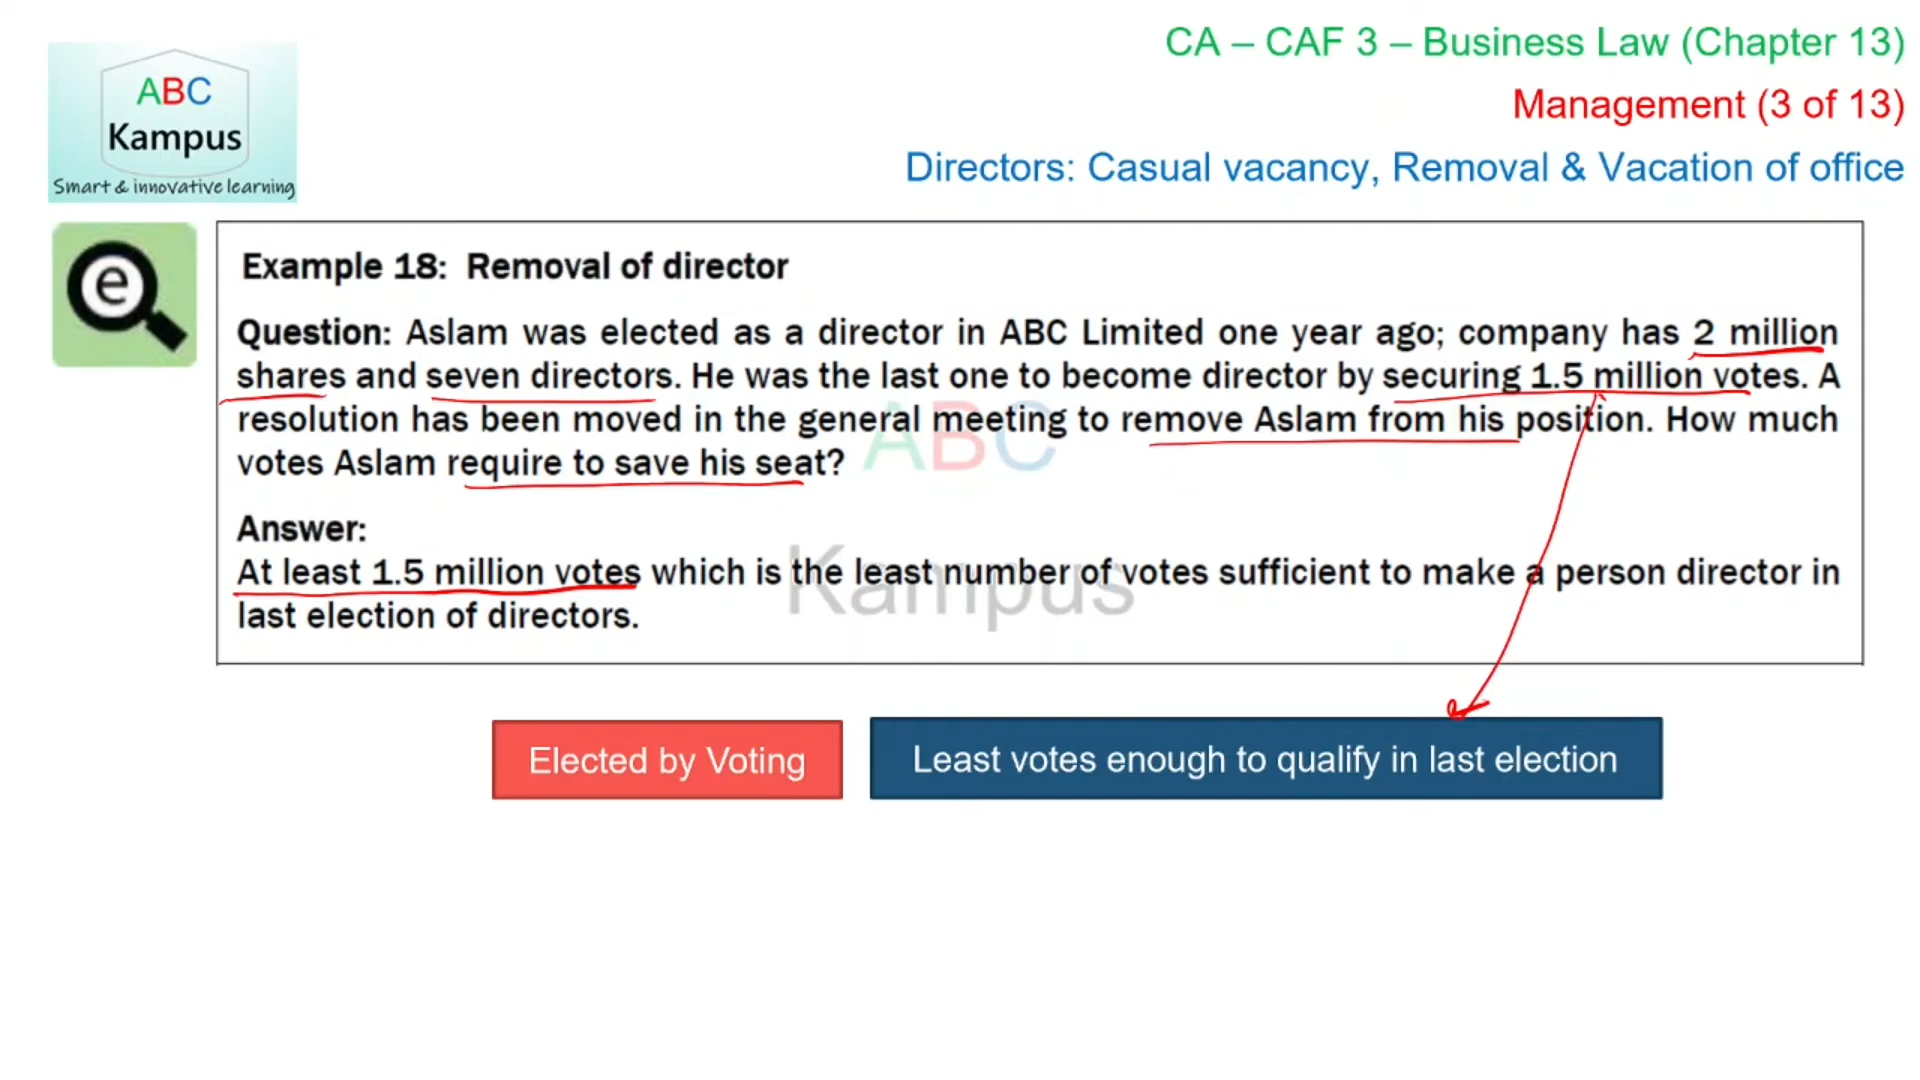 CA – CAF 3 – Business Law (Chapter 13)
ABC
Kampus
Smart & innovative learning
Management (3 of 13)
Directors: Casual vacancy, Removal & Vacation of office
e
Example 18: Removal of director
Question: Aslam was elected as a director in ABC Limited one year ago; company has 2 million
shares and seven directors. He was the last one to become director by securing 1.5 million votes. A
resolution has been moved in the general meeting to remove Aslam from his position. How much
votes Aslam require to save his seat?
ABC
Answer:
At least 1.5 million votes which is the least number of votes sufficient to make a person director in
last election of directors.
Kampus
Elected by Voting
Least votes enough to qualify in last election